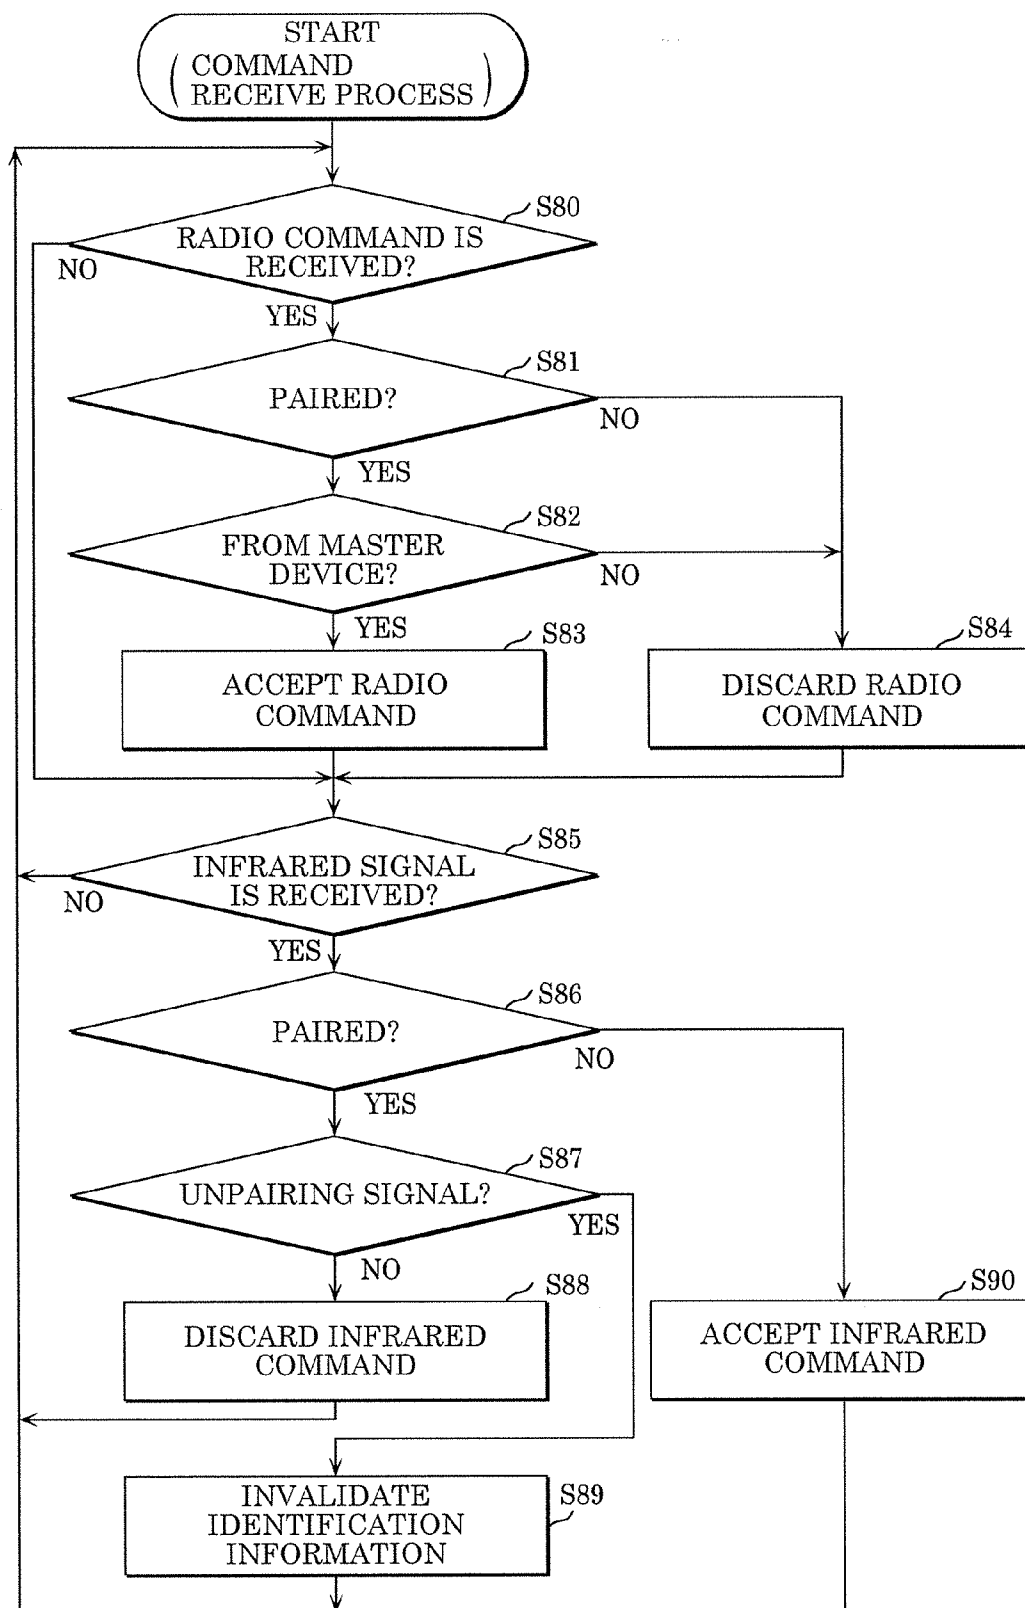 START
COMMAND
RECEIVE PROCESS
S80
RADIO COMMAND IS
RECEIVED?
NO
YES
S81
PAIRED?
NO
YES
S82
FROM MASTER
DEVICE?
NO
YES
S83
ACCEPT RADIO
COMMAND
S84
DISCARD RADIO
COMMAND
S85
INFRARED SIGNAL
IS RECEIVED?
NO
YES
S86
PAIRED?
NO
YES
S87
UNPAIRING SIGNAL?
YES
NO
S88
DISCARD INFRARED
COMMAND
S90
ACCEPT INFRARED
COMMAND
S89
INVALIDATE
IDENTIFICATION
INFORMATION